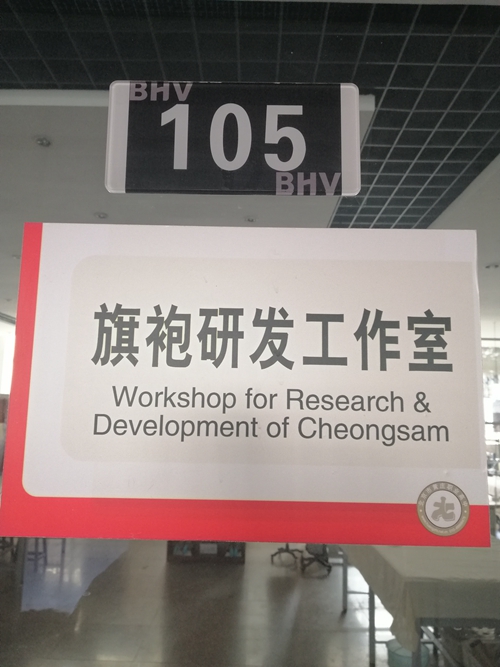 BHV
105
BHV
旗袍研发工作室
Workshop for Research &
Development of Cheongsam